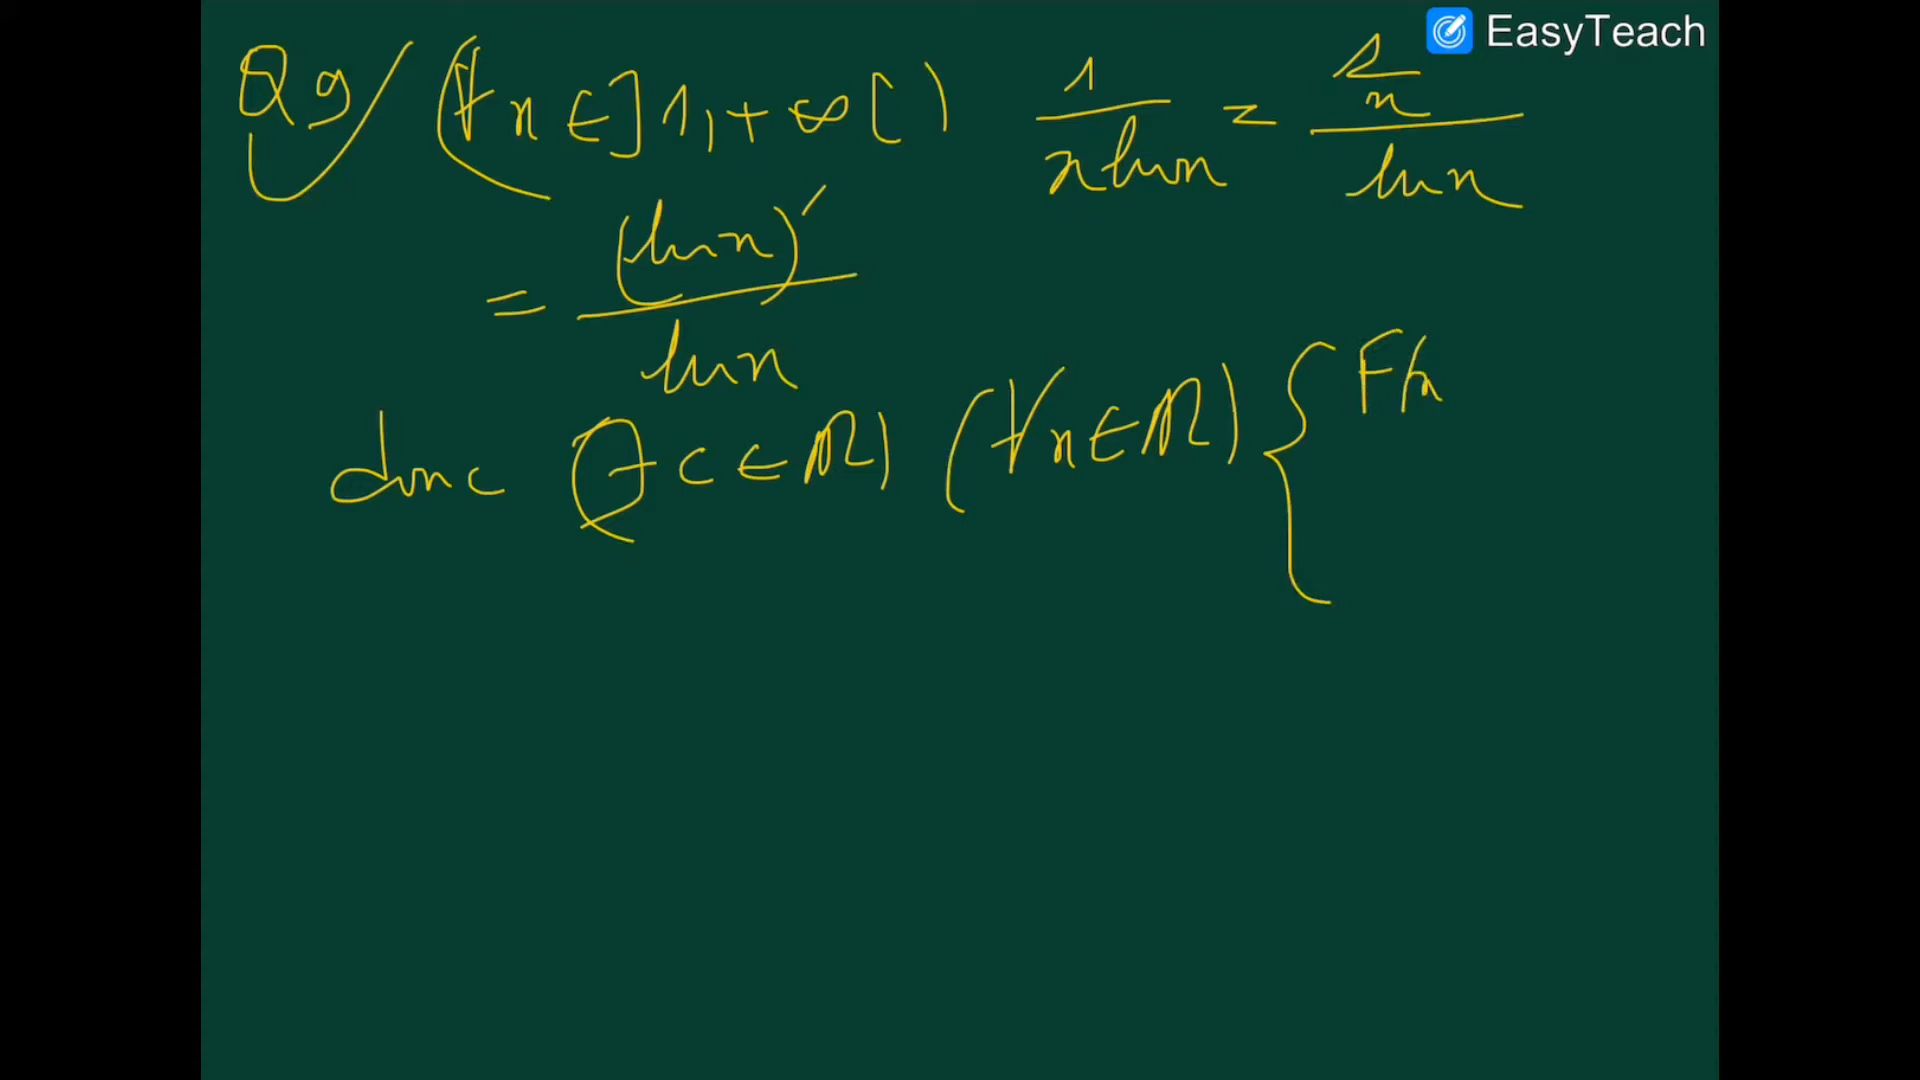 EasyTeach
Q9/ (∀x ∈ ]1, +∞[) 1/(x ln x) = (1/x)/(ln x)
= (ln x)'/(ln x)
donc (∃c ∈ ℝ) (∀x ∈ ℝ) { F(x